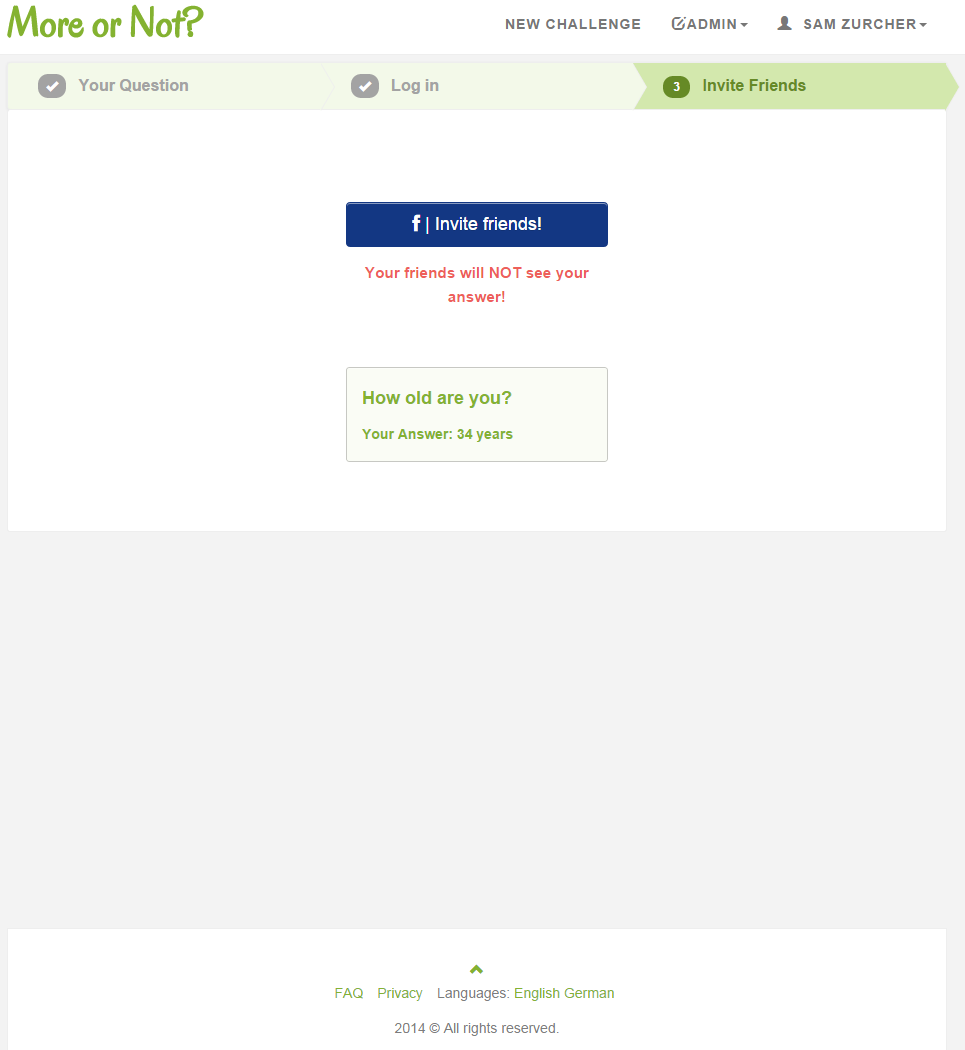 More or Not?
NEW CHALLENGE
ADMIN
SAM ZURCHER
Your Question
Log in
3
Invite Friends
f | Invite friends!
Your friends will NOT see your
answer!
How old are you?
Your Answer: 34 years
FAQ Privacy Languages: English German
2014 © All rights reserved.